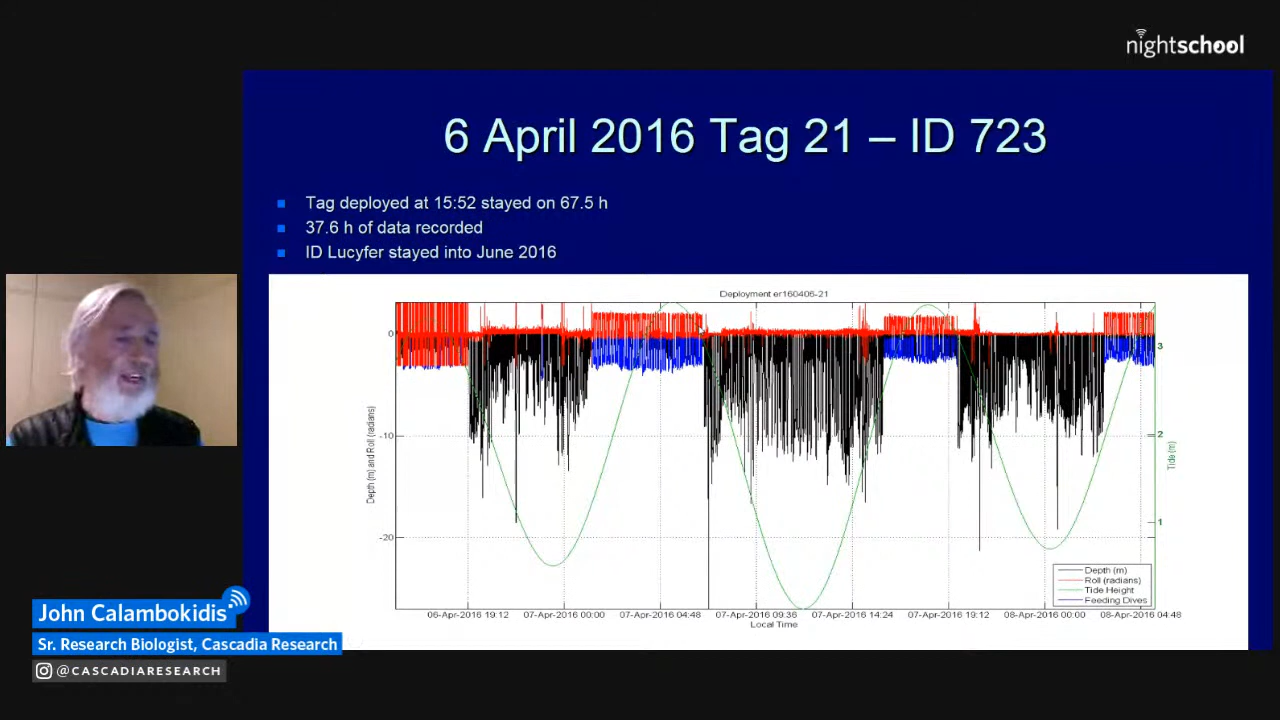 nightschool
6 April 2016 Tag 21 – ID 723
Tag deployed at 15:52 stayed on 67.5 h
37.6 h of data recorded
ID Lucyfer stayed into June 2016
Deployment er160406-21
0
-10
-20
Depth (m) and Roll (radians)
3
2
1
Tide (m)
Depth (m)
Roll (radians)
Tide Height
Feeding Dives
06-Apr-2016 19:12 07-Apr-2016 00:00 07-Apr-2016 04:48 07-Apr-2016 09:36 07-Apr-2016 14:24 07-Apr-2016 19:12 08-Apr-2016 00:00 08-Apr-2016 04:48
Local Time
John Calambokidis
Sr. Research Biologist, Cascadia Research
@CASCADIARESEARCH